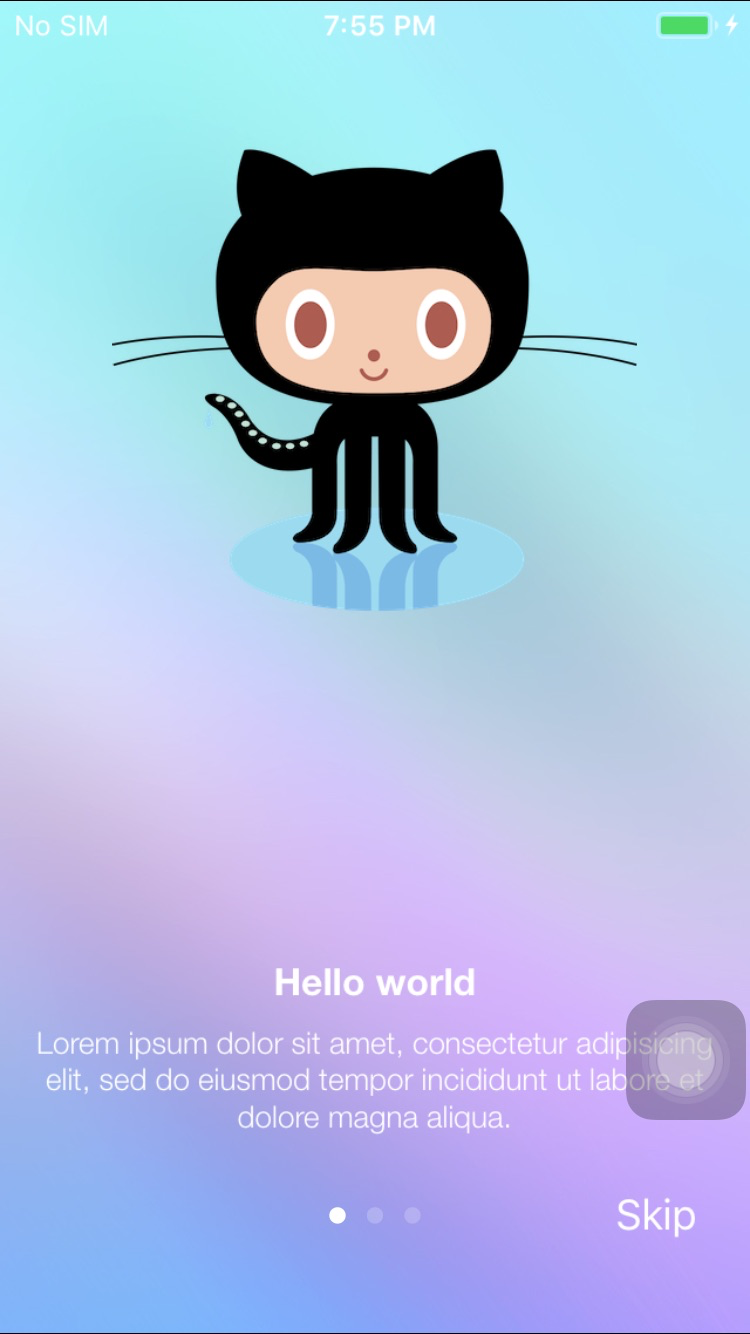 No SIM 7:55 PM
Hello world
Lorem ipsum dolor sit amet, consectetur adipisicing
elit, sed do eiusmod tempor incididunt ut labore et
dolore magna aliqua.
Skip